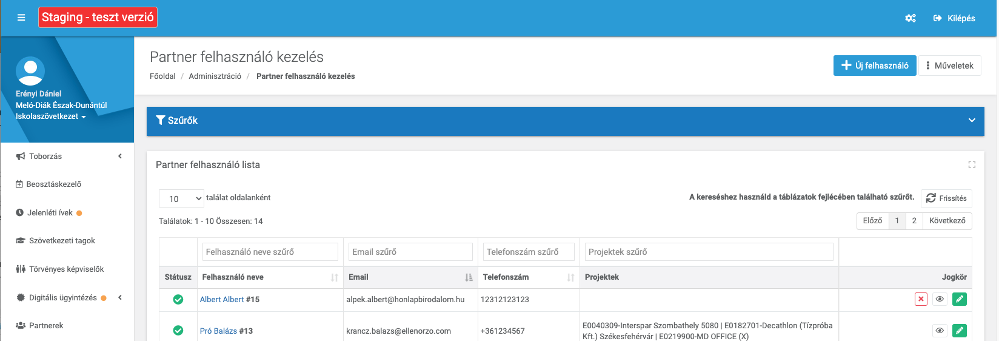 Staging - teszt verzió
Kilépés
Erényi Dániel
Meló-Diák Észak-Dunántúl
Iskolaszövetkezet
Toborzás
Beosztáskezelő
Jelenléti ívek
Szövetkezeti tagok
Törvényes képviselők
Digitális ügyintézés
Partnerek
Partner felhasználó kezelés
Főoldal / Adminisztráció / Partner felhasználó kezelés
Új felhasználó
Műveletek
Szűrők
Partner felhasználó lista
10 találat oldalanként
A kereséshez használd a táblázatok fejlécében található szűrőt.
Frissítés
Találatok: 1 - 10 Összesen: 14
Előző 1 2 Következő
Felhasználó neve szűrő Email szűrő Telefonszám szűrő Projektek szűrő
Státusz Felhasználó neve Email Telefonszám Projektek Jogkör
Albert Albert #15 alpek.albert@honlapbirodalom.hu 12312123123
Pró Balázs #13 krancz.balazs@ellenorzo.com +361234567 E0040309-Interspar Szombathely 5080 | E0182701-Decathlon (Tízpróba
Kft.) Székesfehérvár | E0219900-MD OFFICE (X)